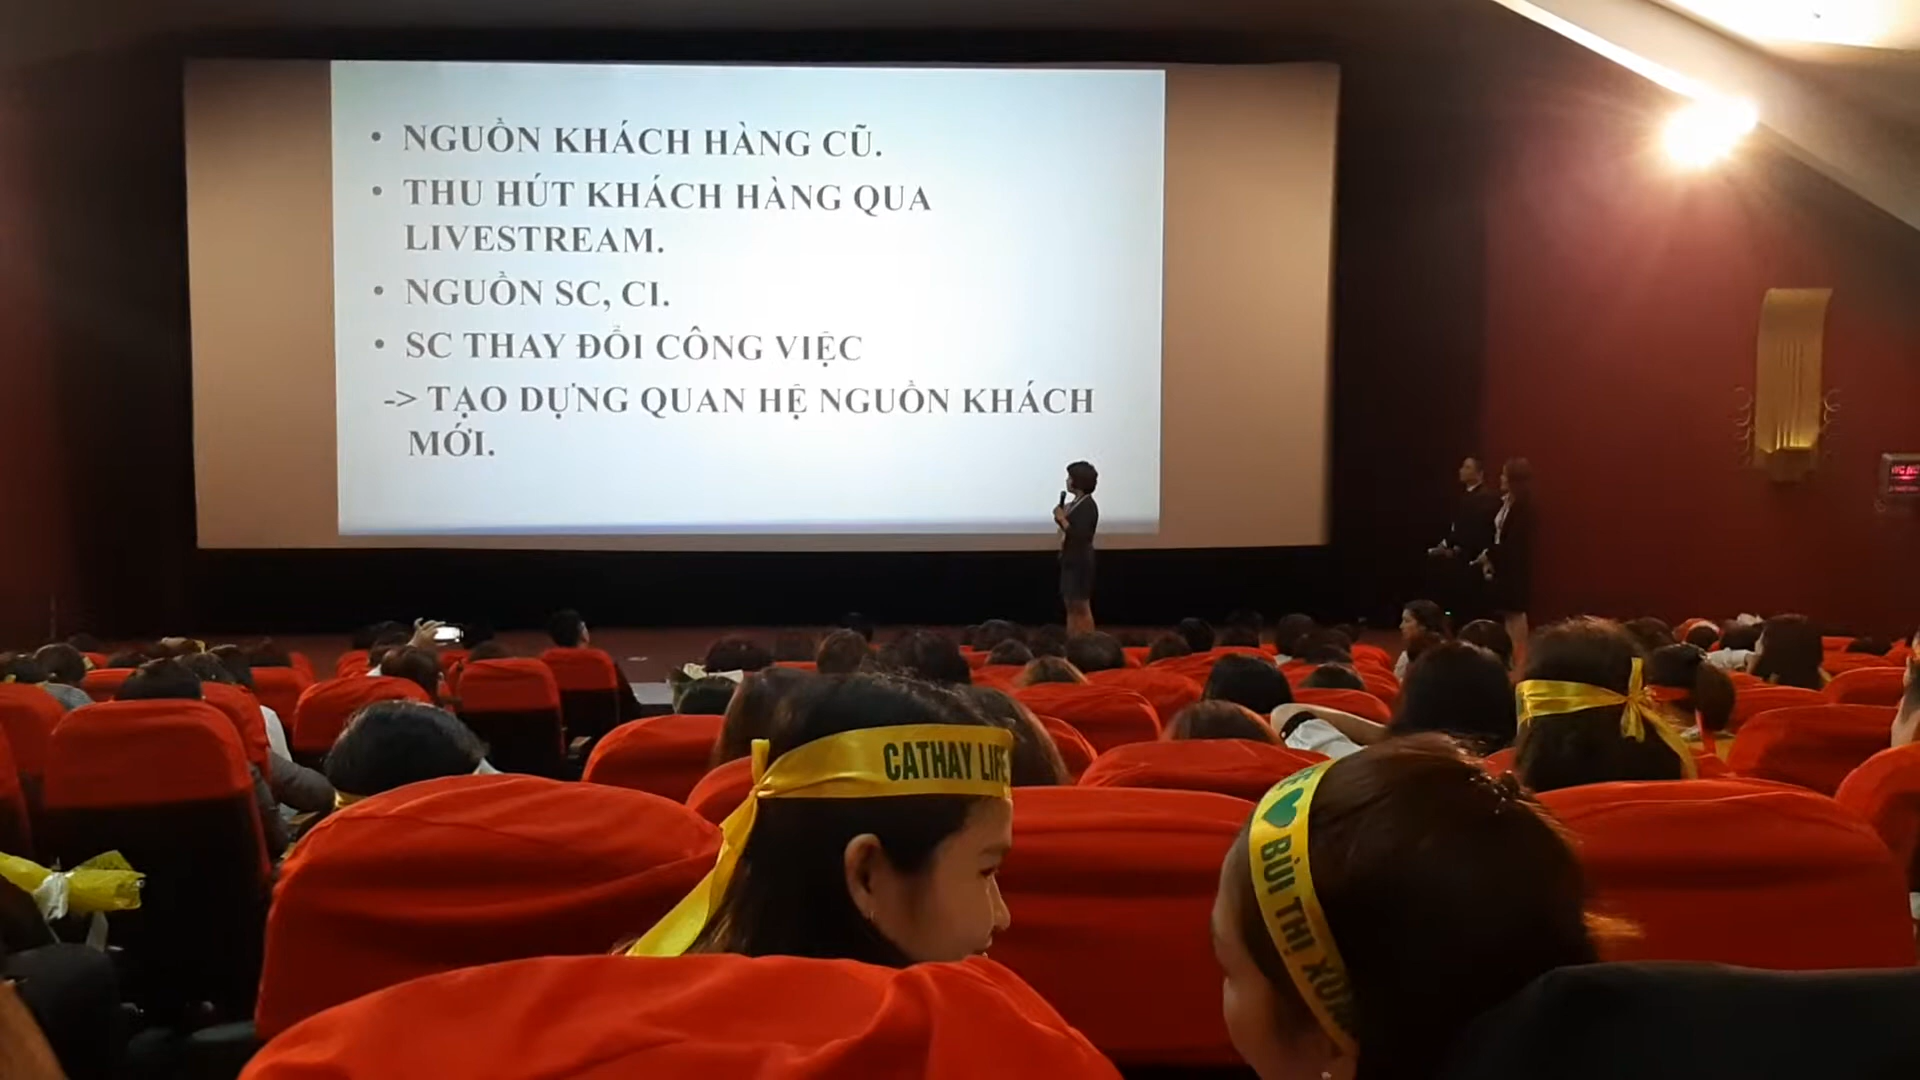 • NGUỒN KHÁCH HÀNG CŨ.
• THU HÚT KHÁCH HÀNG QUA
LIVESTREAM.
• NGUỒN SC, CI.
• SC THAY ĐỔI CÔNG VIỆC
-> TẠO DỰNG QUAN HỆ NGUỒN KHÁCH
MỚI.
CATHAY LIFE
♥ BÙI THỊ